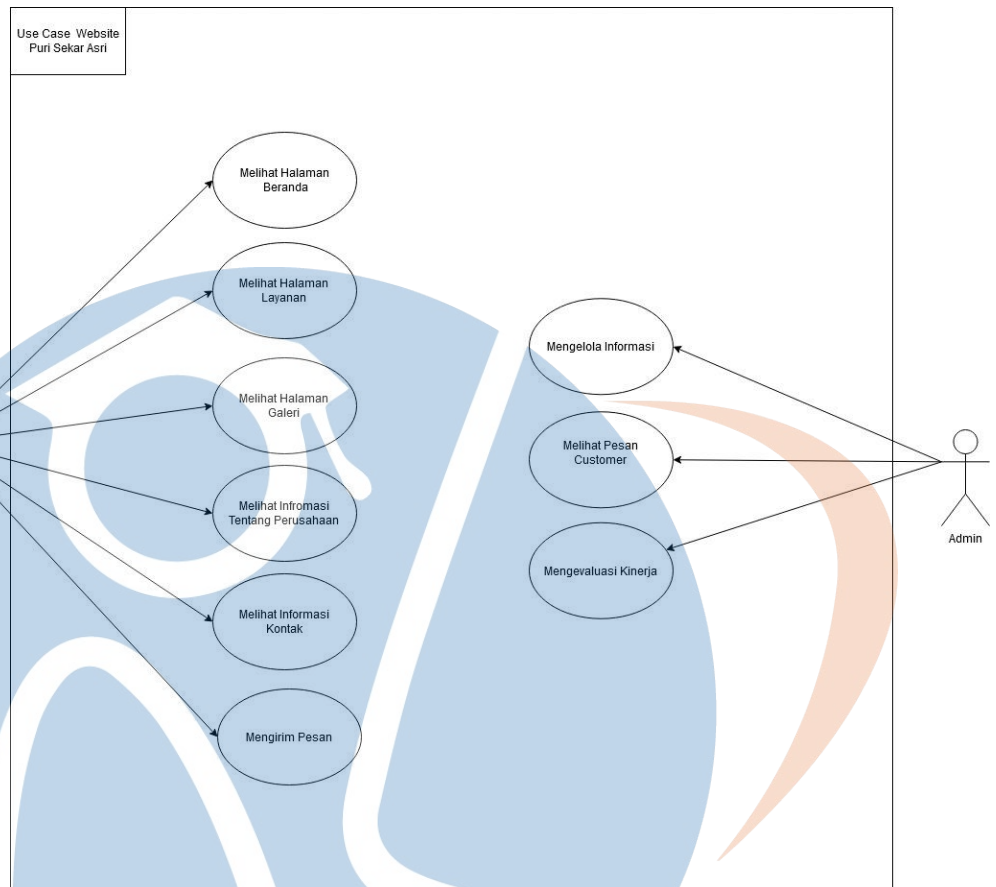 Use Case Website
Puri Sekar Asri
Melihat Halaman
Beranda
Melihat Halaman
Layanan
Melihat Halaman
Galeri
Melihat Infromasi
Tentang Perusahaan
Melihat Informasi
Kontak
Mengirim Pesan
Mengelola Informasi
Melihat Pesan
Customer
Mengevaluasi Kinerja
Admin